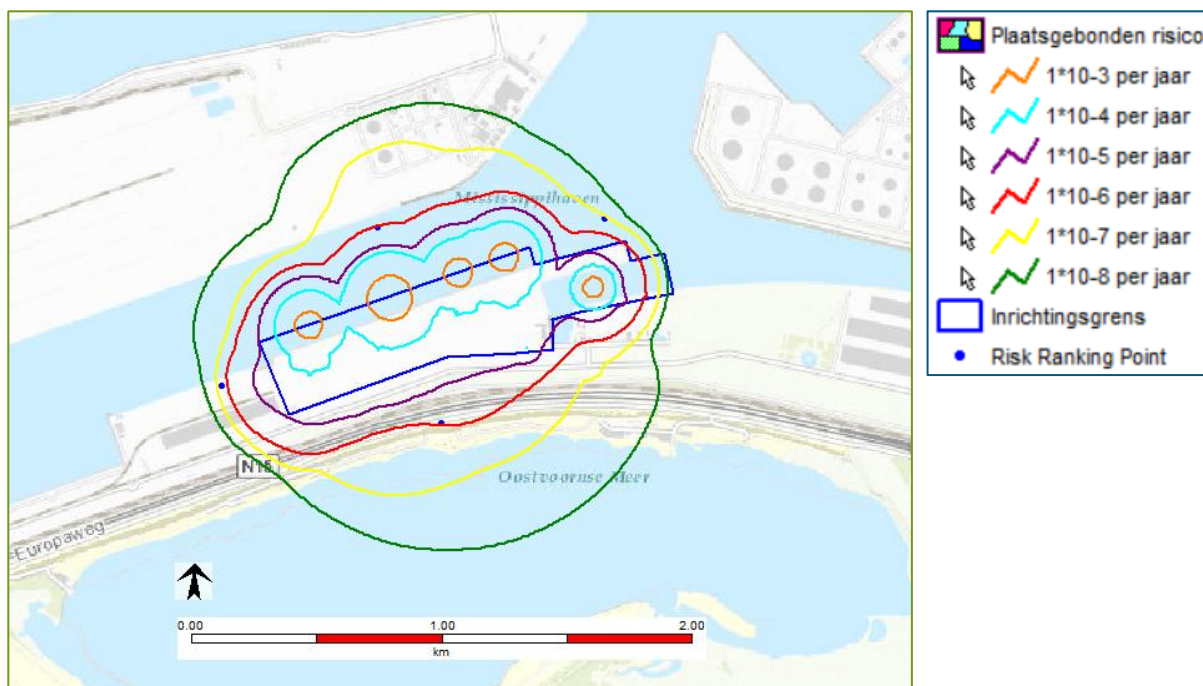 Mississippihaven
N15
Oostvoornse Meer
Europaweg
0.00 1.00 2.00
km
Plaatsgebonden risico
1*10-3 per jaar
1*10-4 per jaar
1*10-5 per jaar
1*10-6 per jaar
1*10-7 per jaar
1*10-8 per jaar
Inrichtingsgrens
Risk Ranking Point